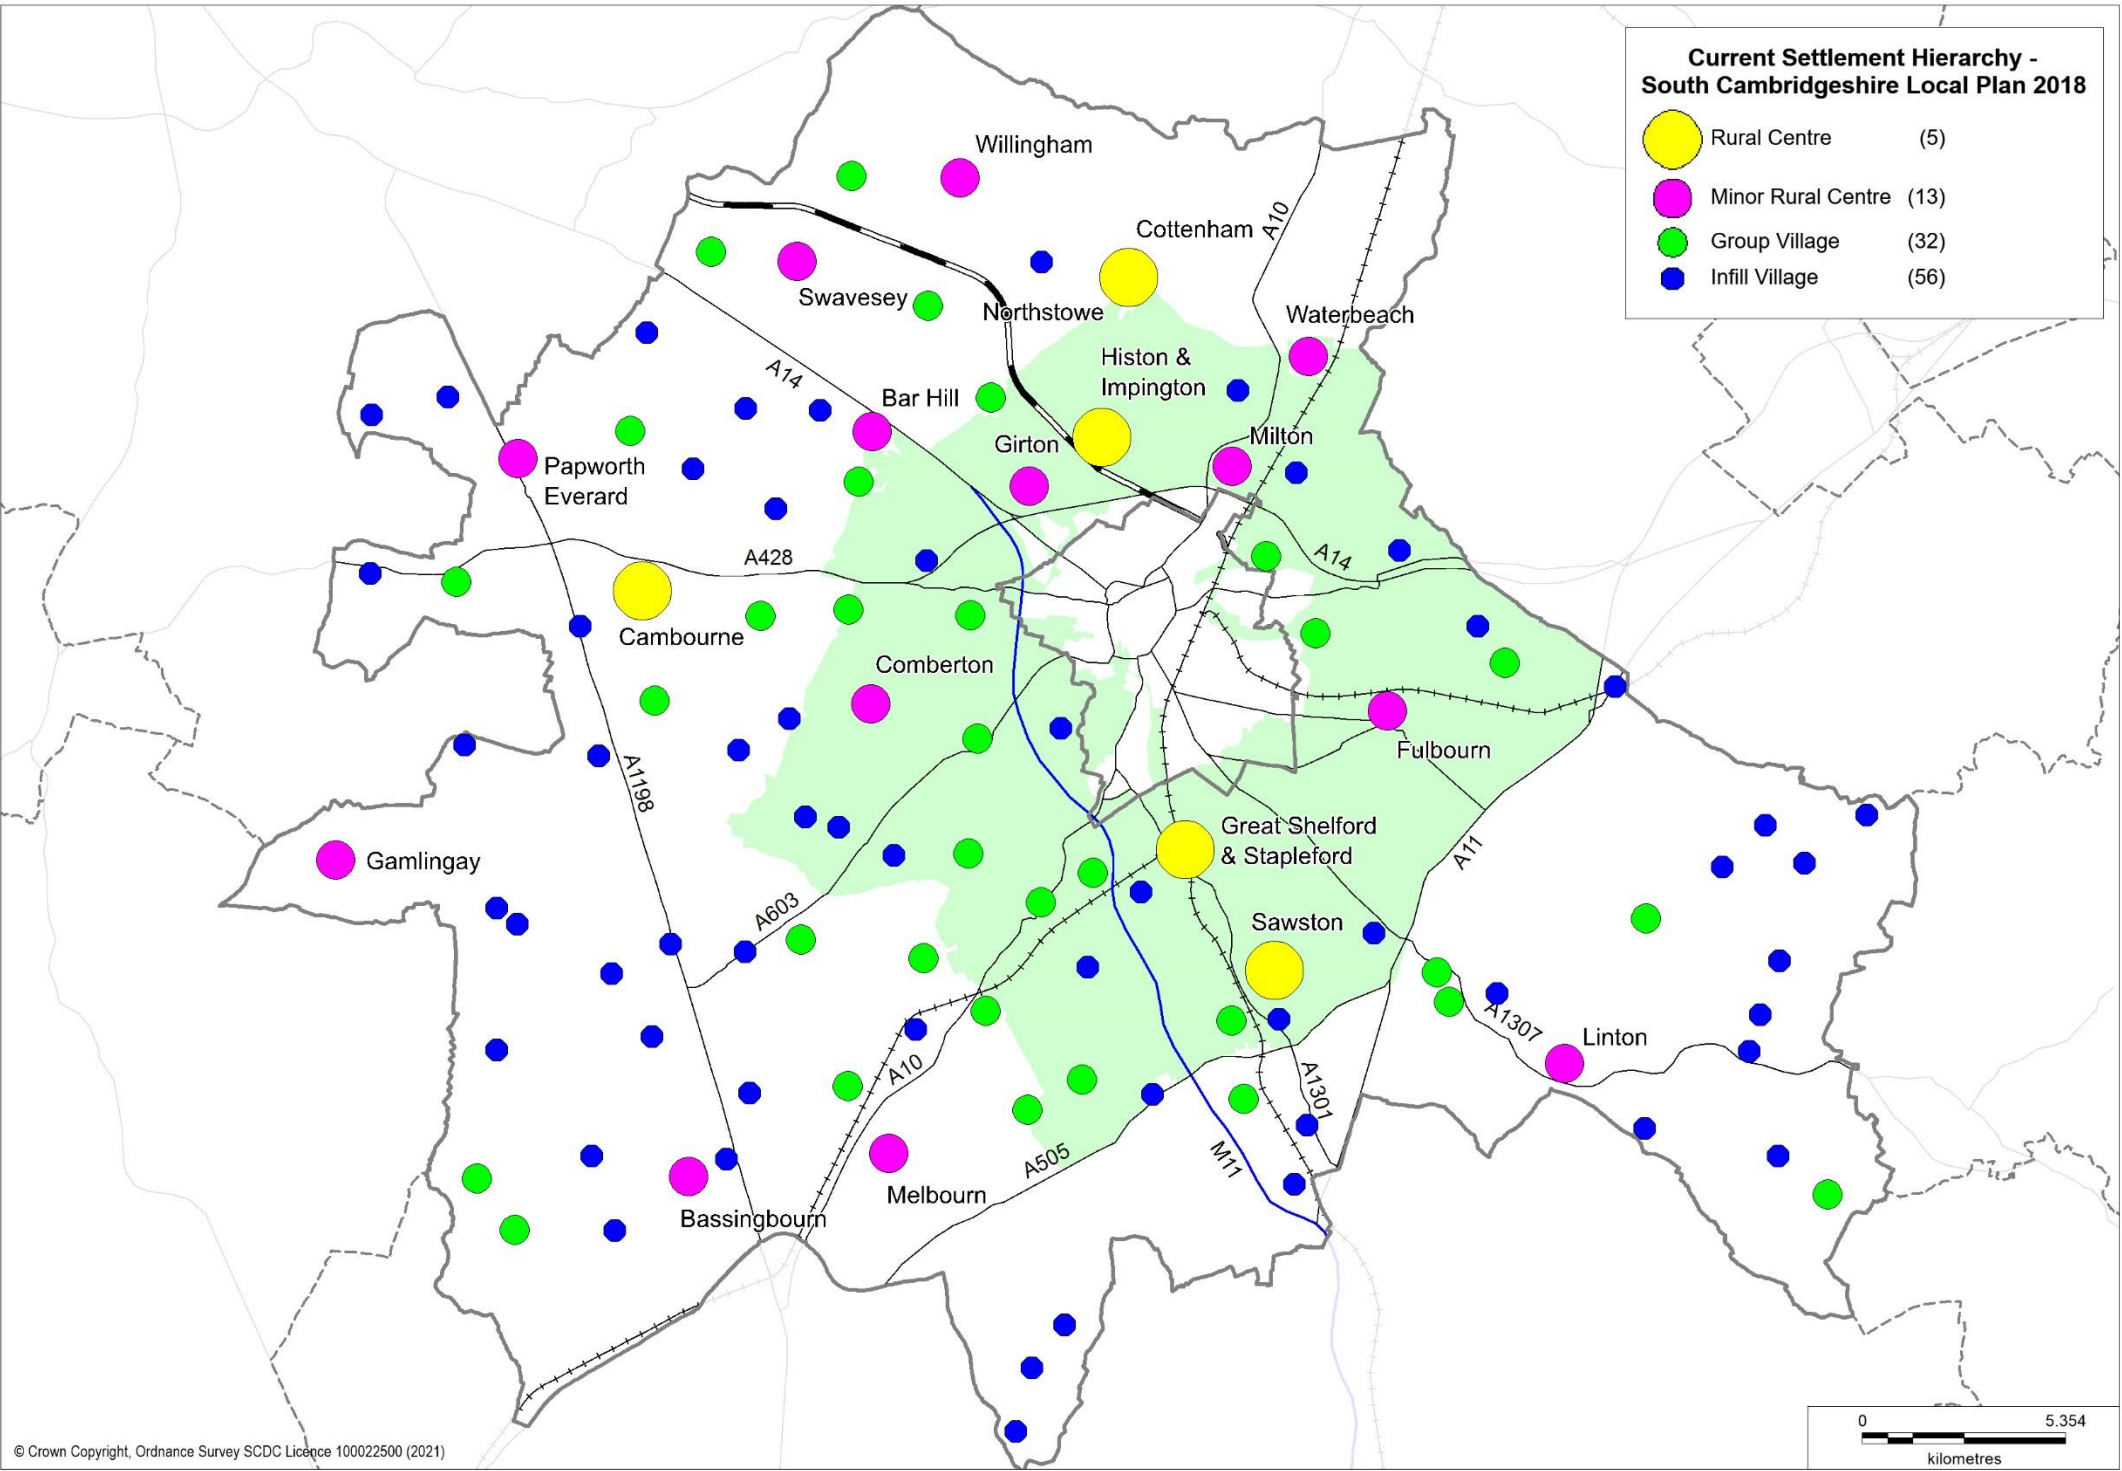 Current Settlement Hierarchy -
South Cambridgeshire Local Plan 2018
Rural Centre (5)
Minor Rural Centre (13)
Group Village (32)
Infill Village (56)
Willingham
Cottenham
A10
Swavesey
Northstowe
Waterbeach
Histon &
Impington
A14
Bar Hill
Girton
Milton
Papworth
Everard
A428
A14
Cambourne
Comberton
Fulbourn
A1198
Great Shelford
& Stapleford
A11
Gamlingay
A603
Sawston
A1307
Linton
A10
A1301
A505
M11
Melbourn
Bassingbourn
0 5.354
kilometres
© Crown Copyright, Ordnance Survey SCDC Licence 100022500 (2021)